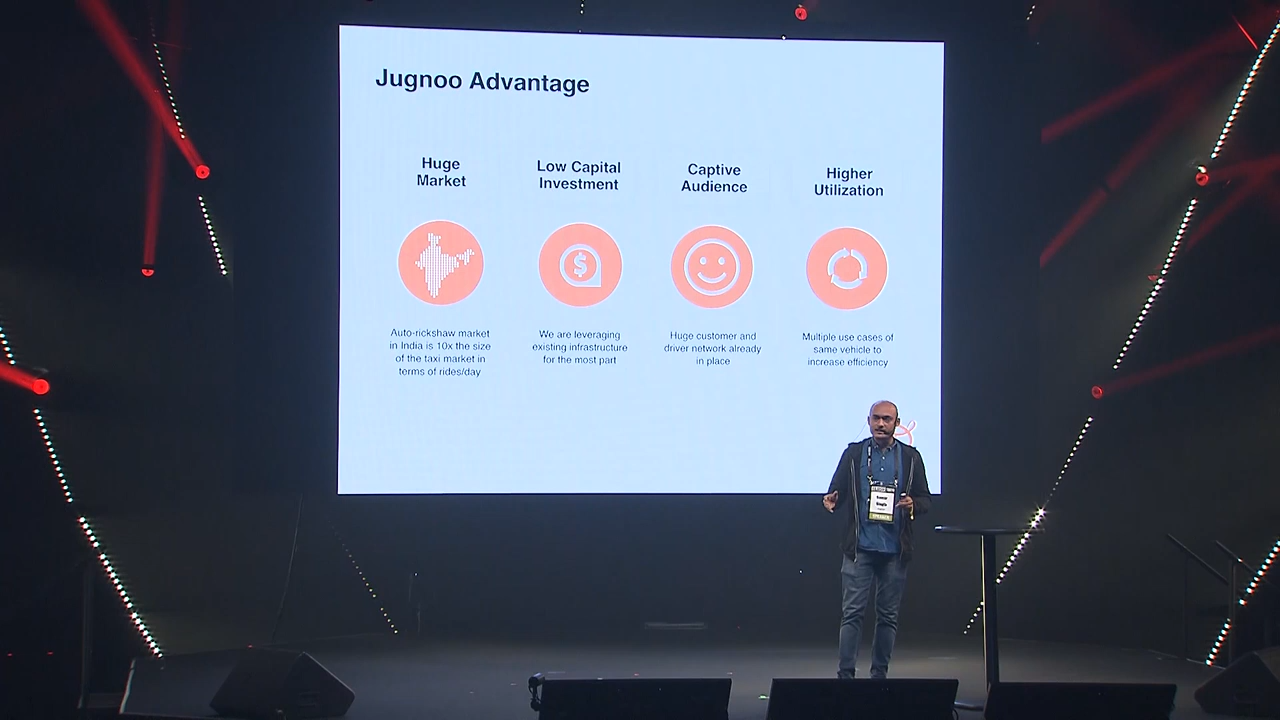 Jugnoo Advantage
Huge
Market
Low Capital
Investment
Captive
Audience
Higher
Utilization
$
Auto-rickshaw market
in India is 10x the size
of the taxi market in
terms of rides/day
We are leveraging
existing infrastructure
for the most part
Huge customer and
driver network already
in place
Multiple use cases of
same vehicle to
increase efficiency
Singh